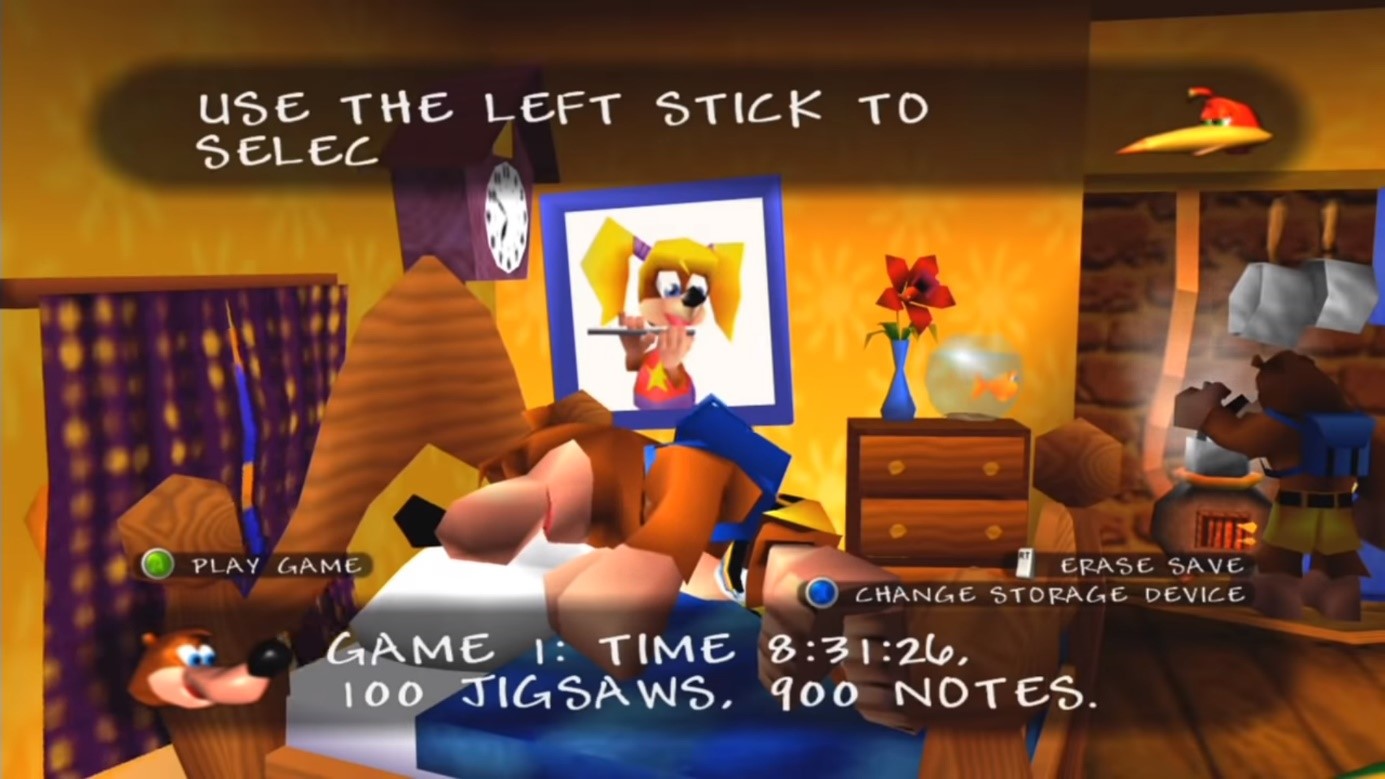 USE THE LEFT STICK TO
SELEC
PLAY GAME
RT ERASE SAVE
CHANGE STORAGE DEVICE
GAME 1: TIME 8:31:26,
100 JIGSAWS, 900 NOTES.